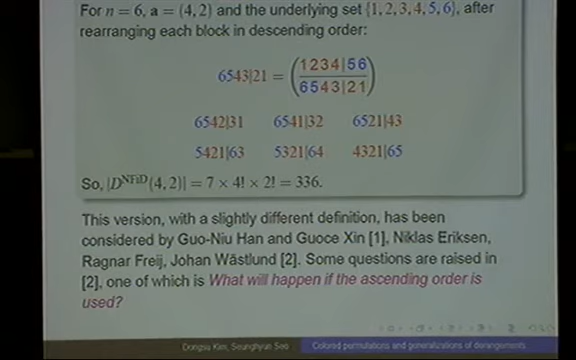 For n = 6, a = (4, 2) and the underlying set {1, 2, 3, 4, 5, 6}, after
rearranging each block in descending order:
6543|21 = (1234|56
6543|21)
6542|31 6541|32 6521|43
5421|63 5321|64 4321|65
So, |D^NFiD(4, 2)| = 7 × 4! × 2! = 336.
This version, with a slightly different definition, has been
considered by Guo-Niu Han and Guoce Xin [1], Niklas Eriksen,
Ragnar Freij, Johan Wästlund [2]. Some questions are raised in
[2], one of which is What will happen if the ascending order is
used?
Dongsu Kim, Seunghyun Seo Colored permutations and generalizations of derangements